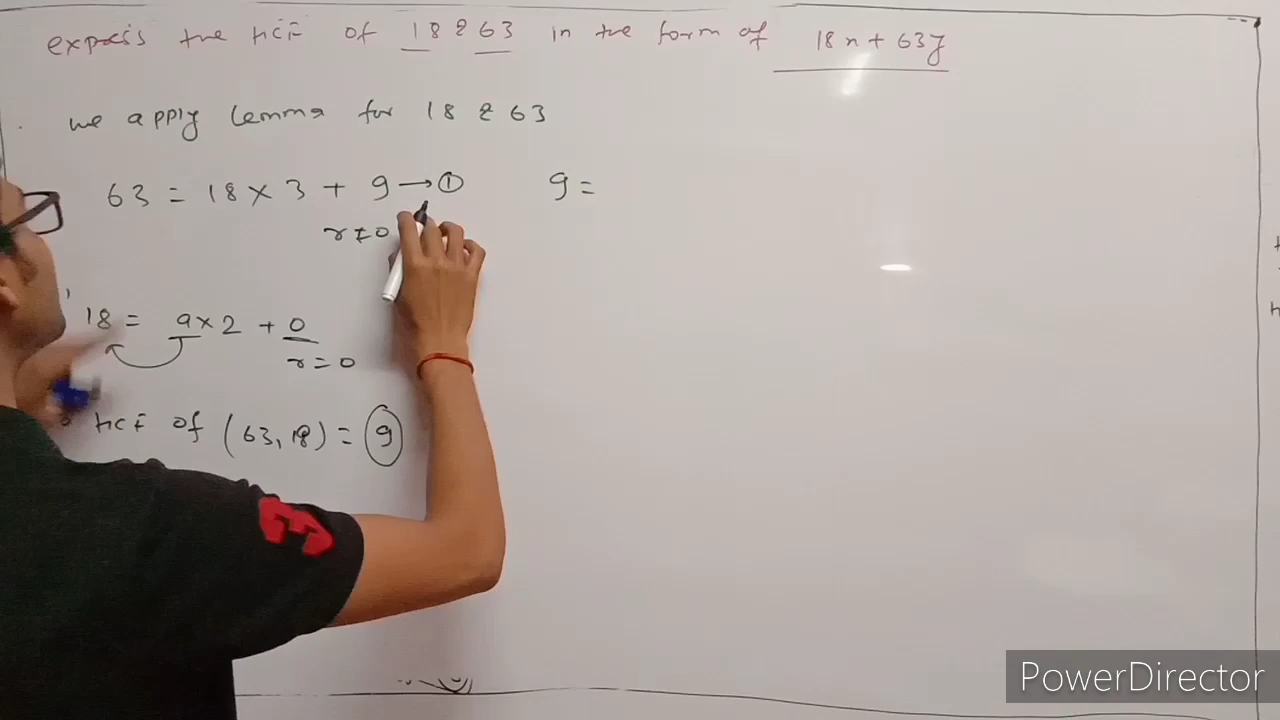 express the HCF of 18 & 63 in the form of 18x + 63y
we apply lemma for 18 & 63
63 = 18 × 3 + 9 → ① 9 =
r ≠ 0
18 = 9 × 2 + 0
r = 0
HCF of (63, 18) = 9
PowerDirector